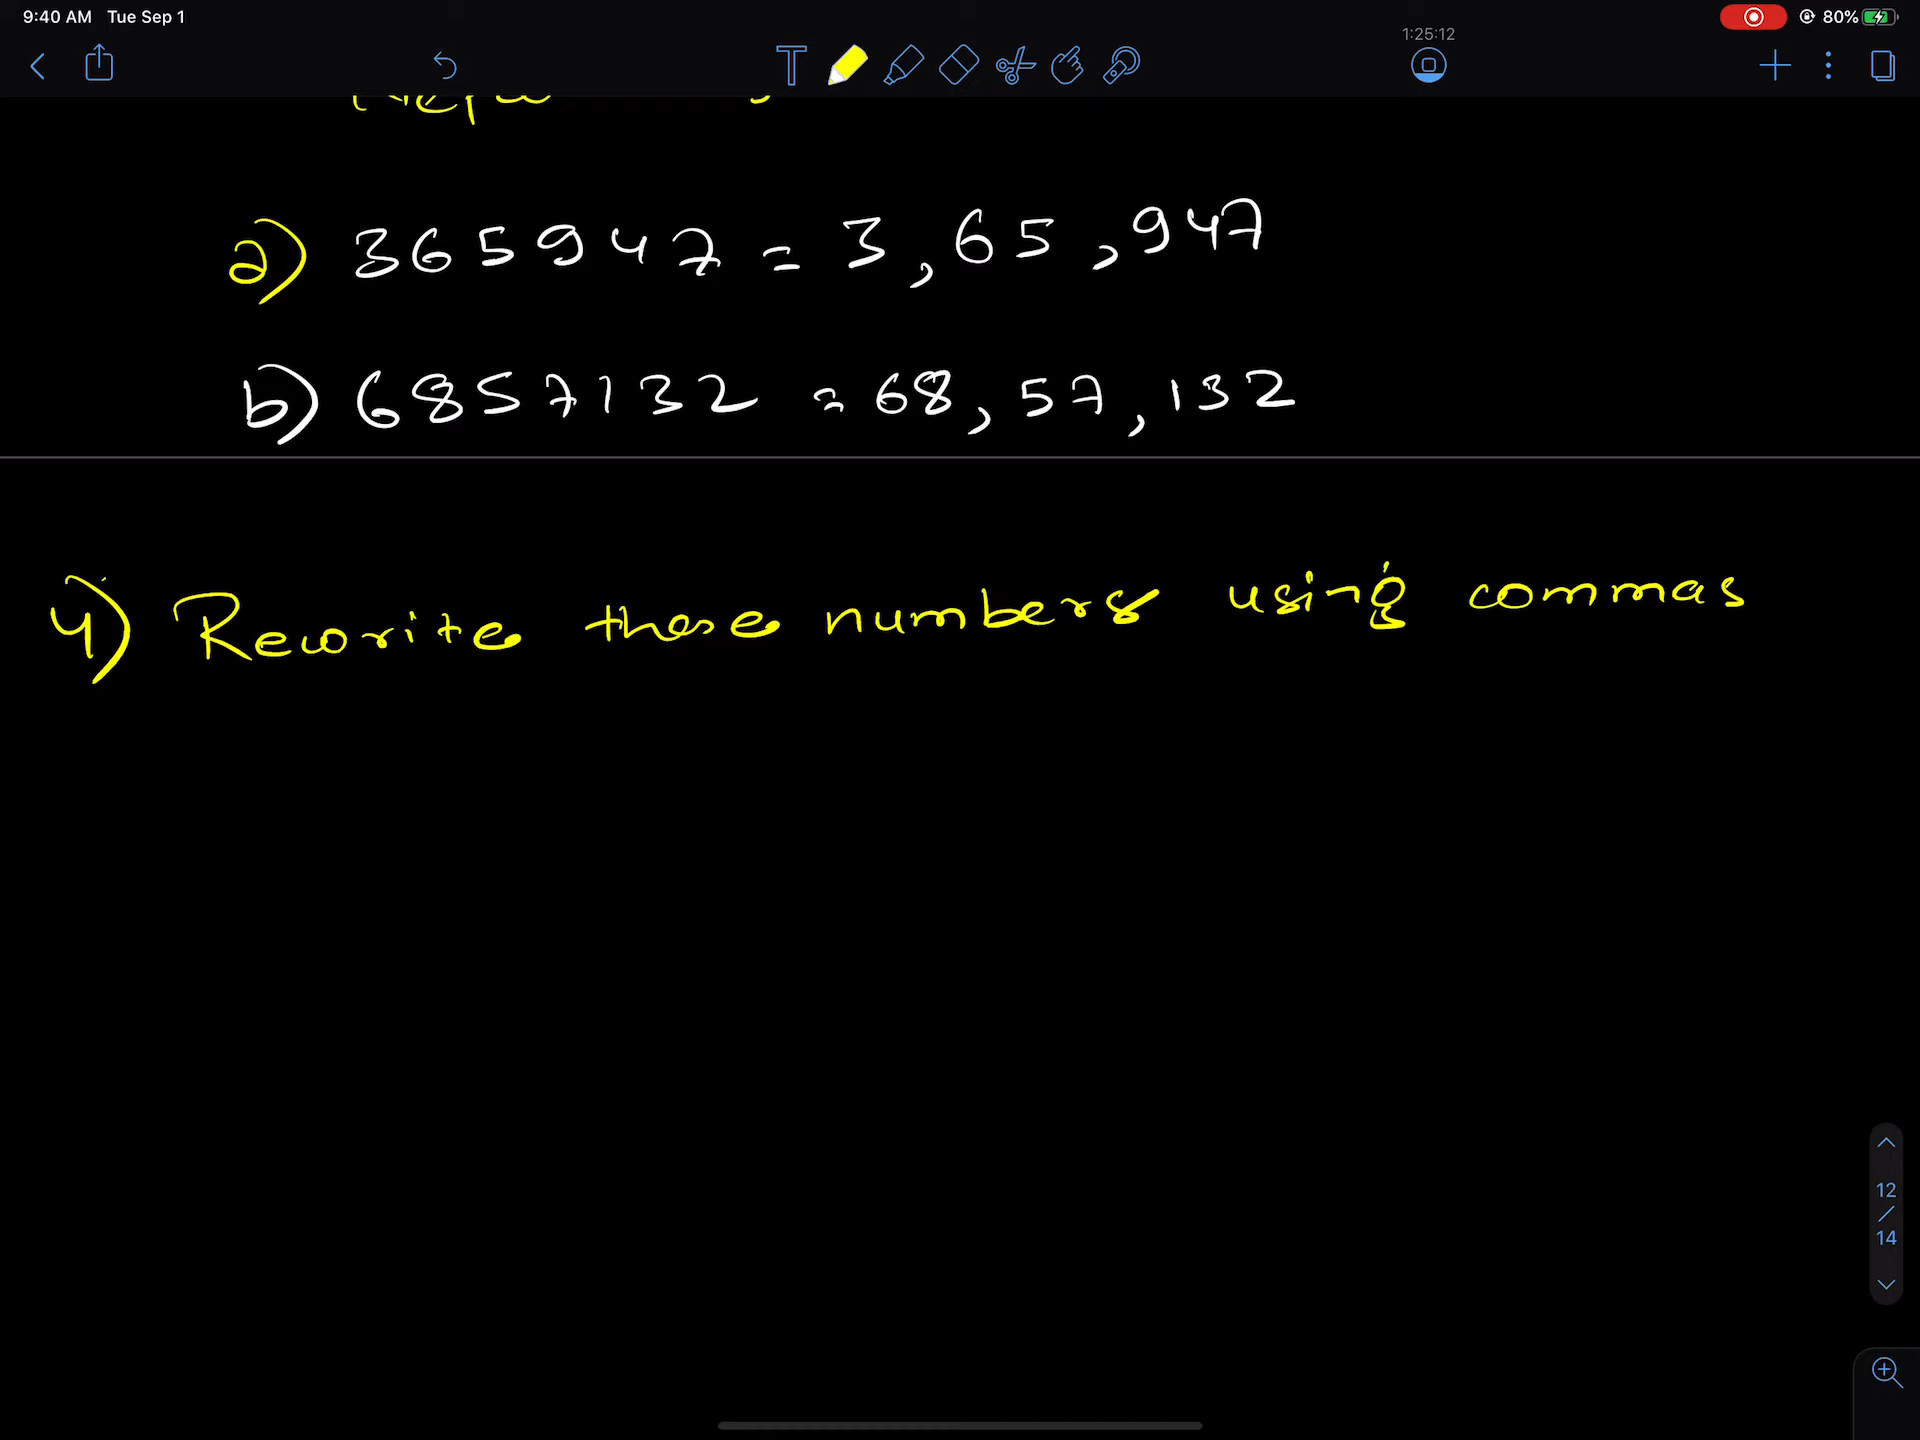 9:40 AM Tue Sep 1
80%
1:25:12
a) 365947 = 3,65,947
b) 6857132 = 68,57,132
4) Rewrite these numbers using commas
12
/
14